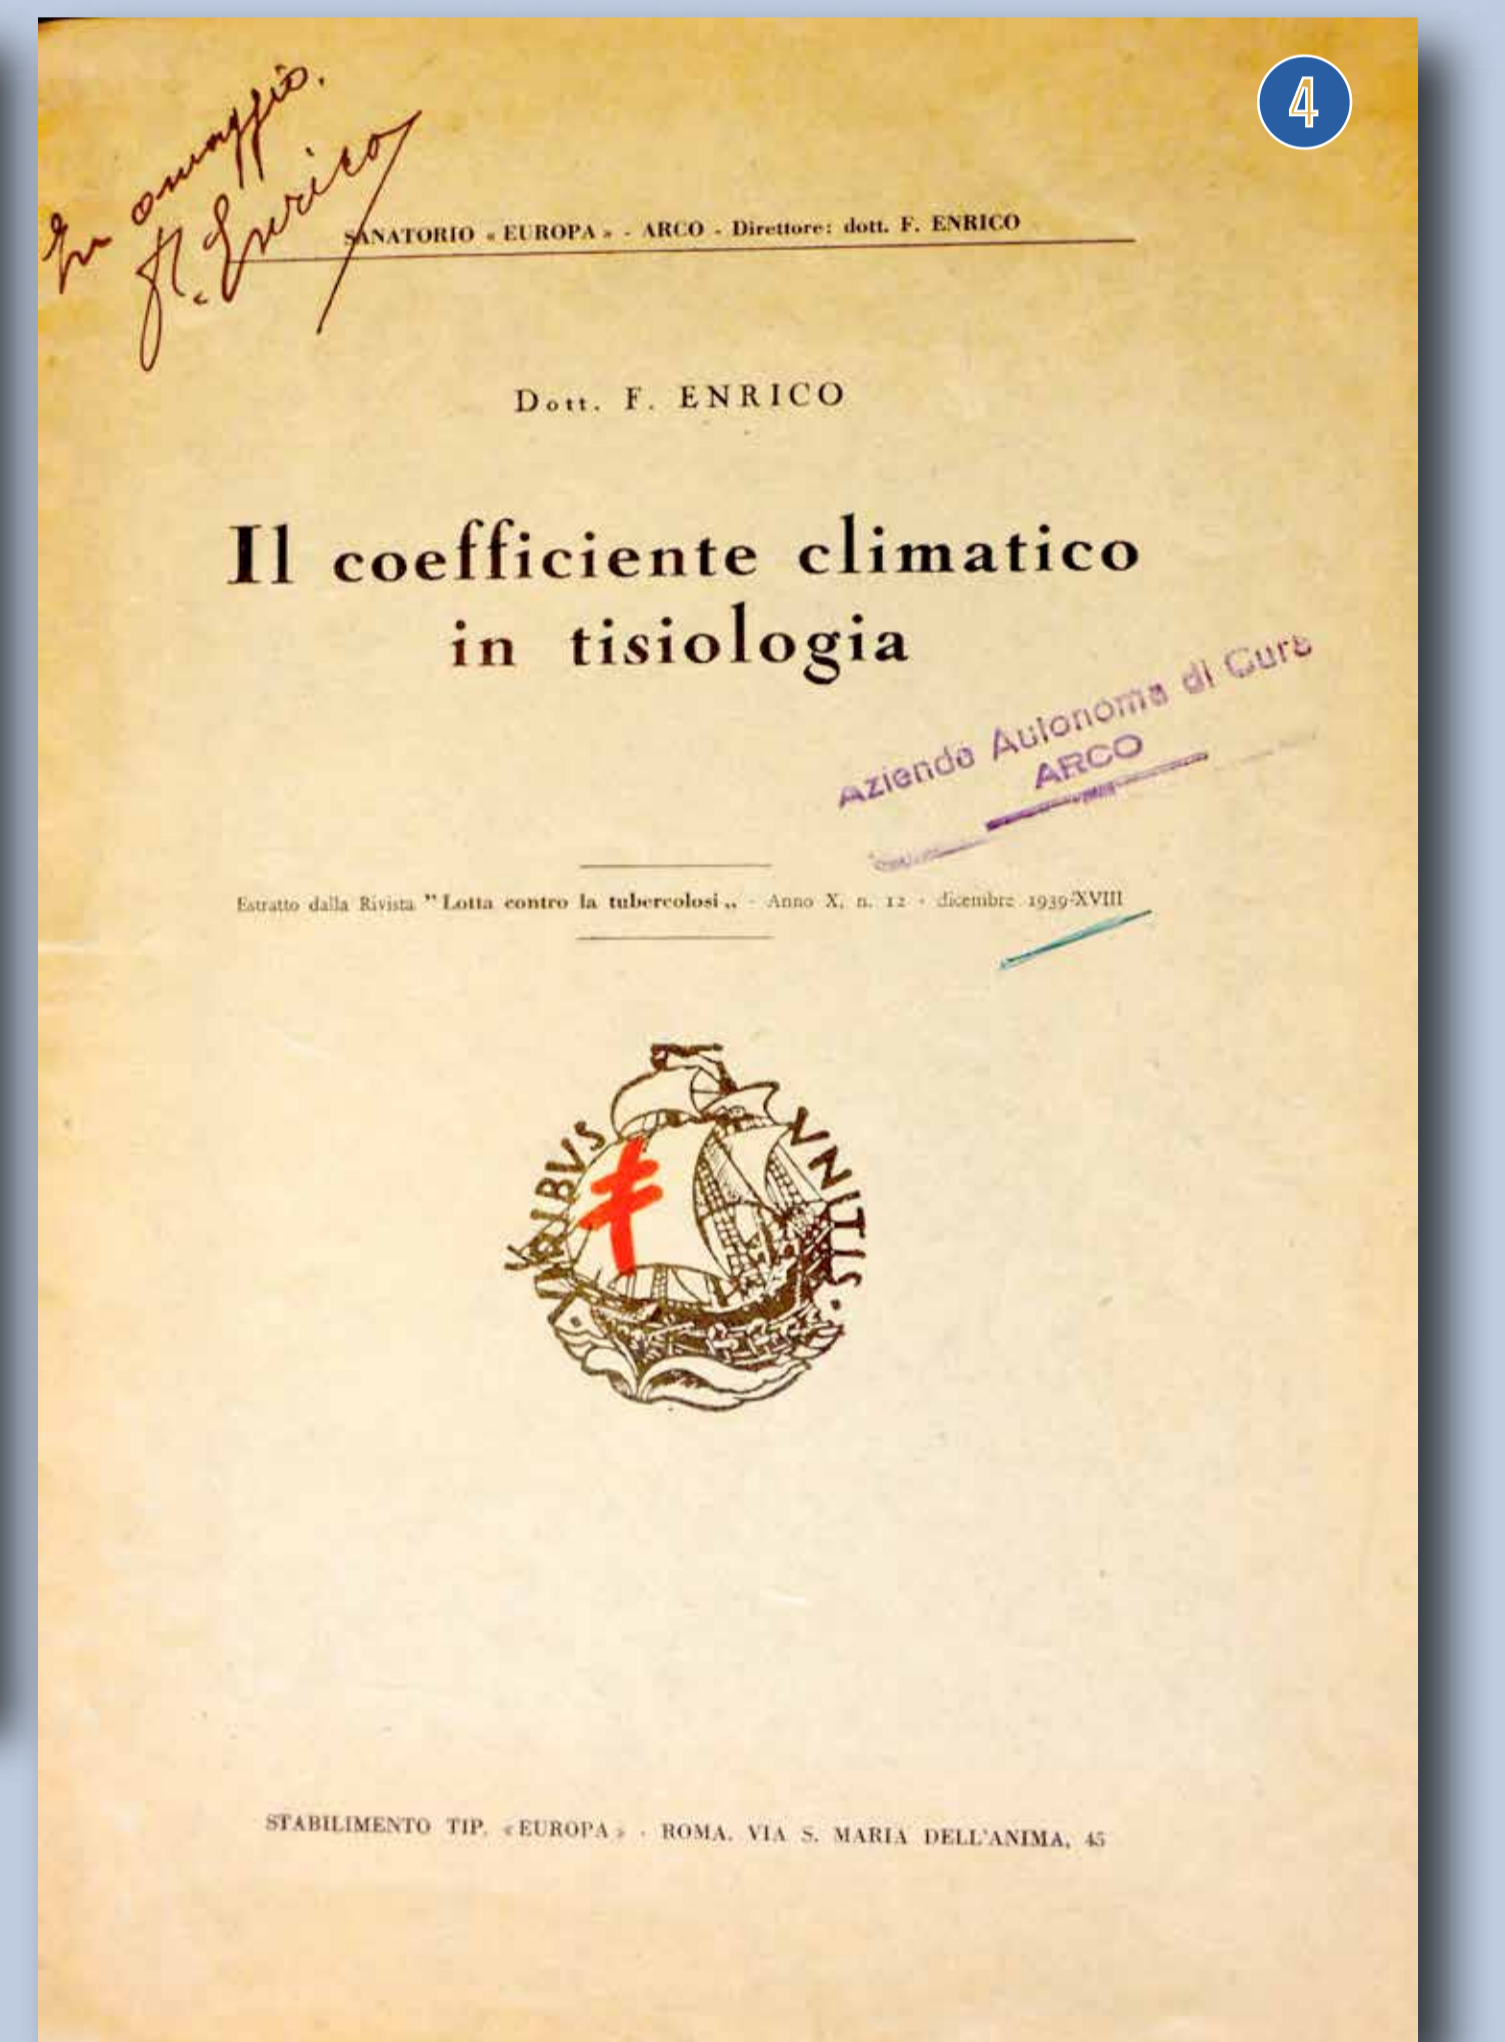 4
In omaggio.
F. Enrico
SANATORIO « EUROPA » - ARCO - Direttore: dott. F. ENRICO
Dott. F. ENRICO
Il coefficiente climatico
in tisiologia
Azienda Autonoma di Cura
ARCO
Estratto dalla Rivista " Lotta contro la tubercolosi „ - Anno X, n. 12 - dicembre 1939-XVIII
VIRIBVS VNITIS.
STABILIMENTO TIP. «EUROPA» - ROMA, VIA S. MARIA DELL'ANIMA, 45